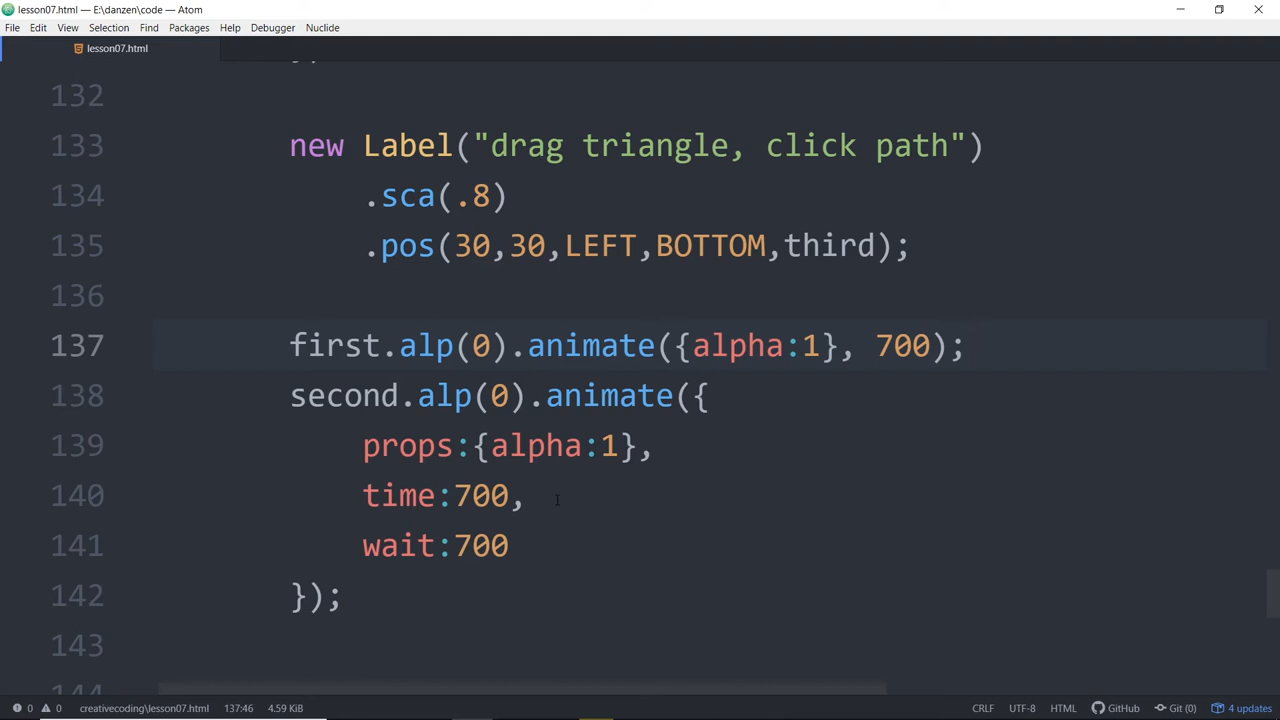 lesson07.html — E:\danzen\code — Atom
File Edit View Selection Find Packages Help Debugger Nuclide
lesson07.html
132
133 new Label("drag triangle, click path")
134 .sca(.8)
135 .pos(30,30,LEFT,BOTTOM,third);
136
137 first.alp(0).animate({alpha:1}, 700);
138 second.alp(0).animate({
139 props:{alpha:1},
140 time:700,
141 wait:700
142 });
143
144
0 0 creativecoding\lesson07.html 137:46 4.59 KiB CRLF UTF-8 HTML GitHub Git (0) 4 updates